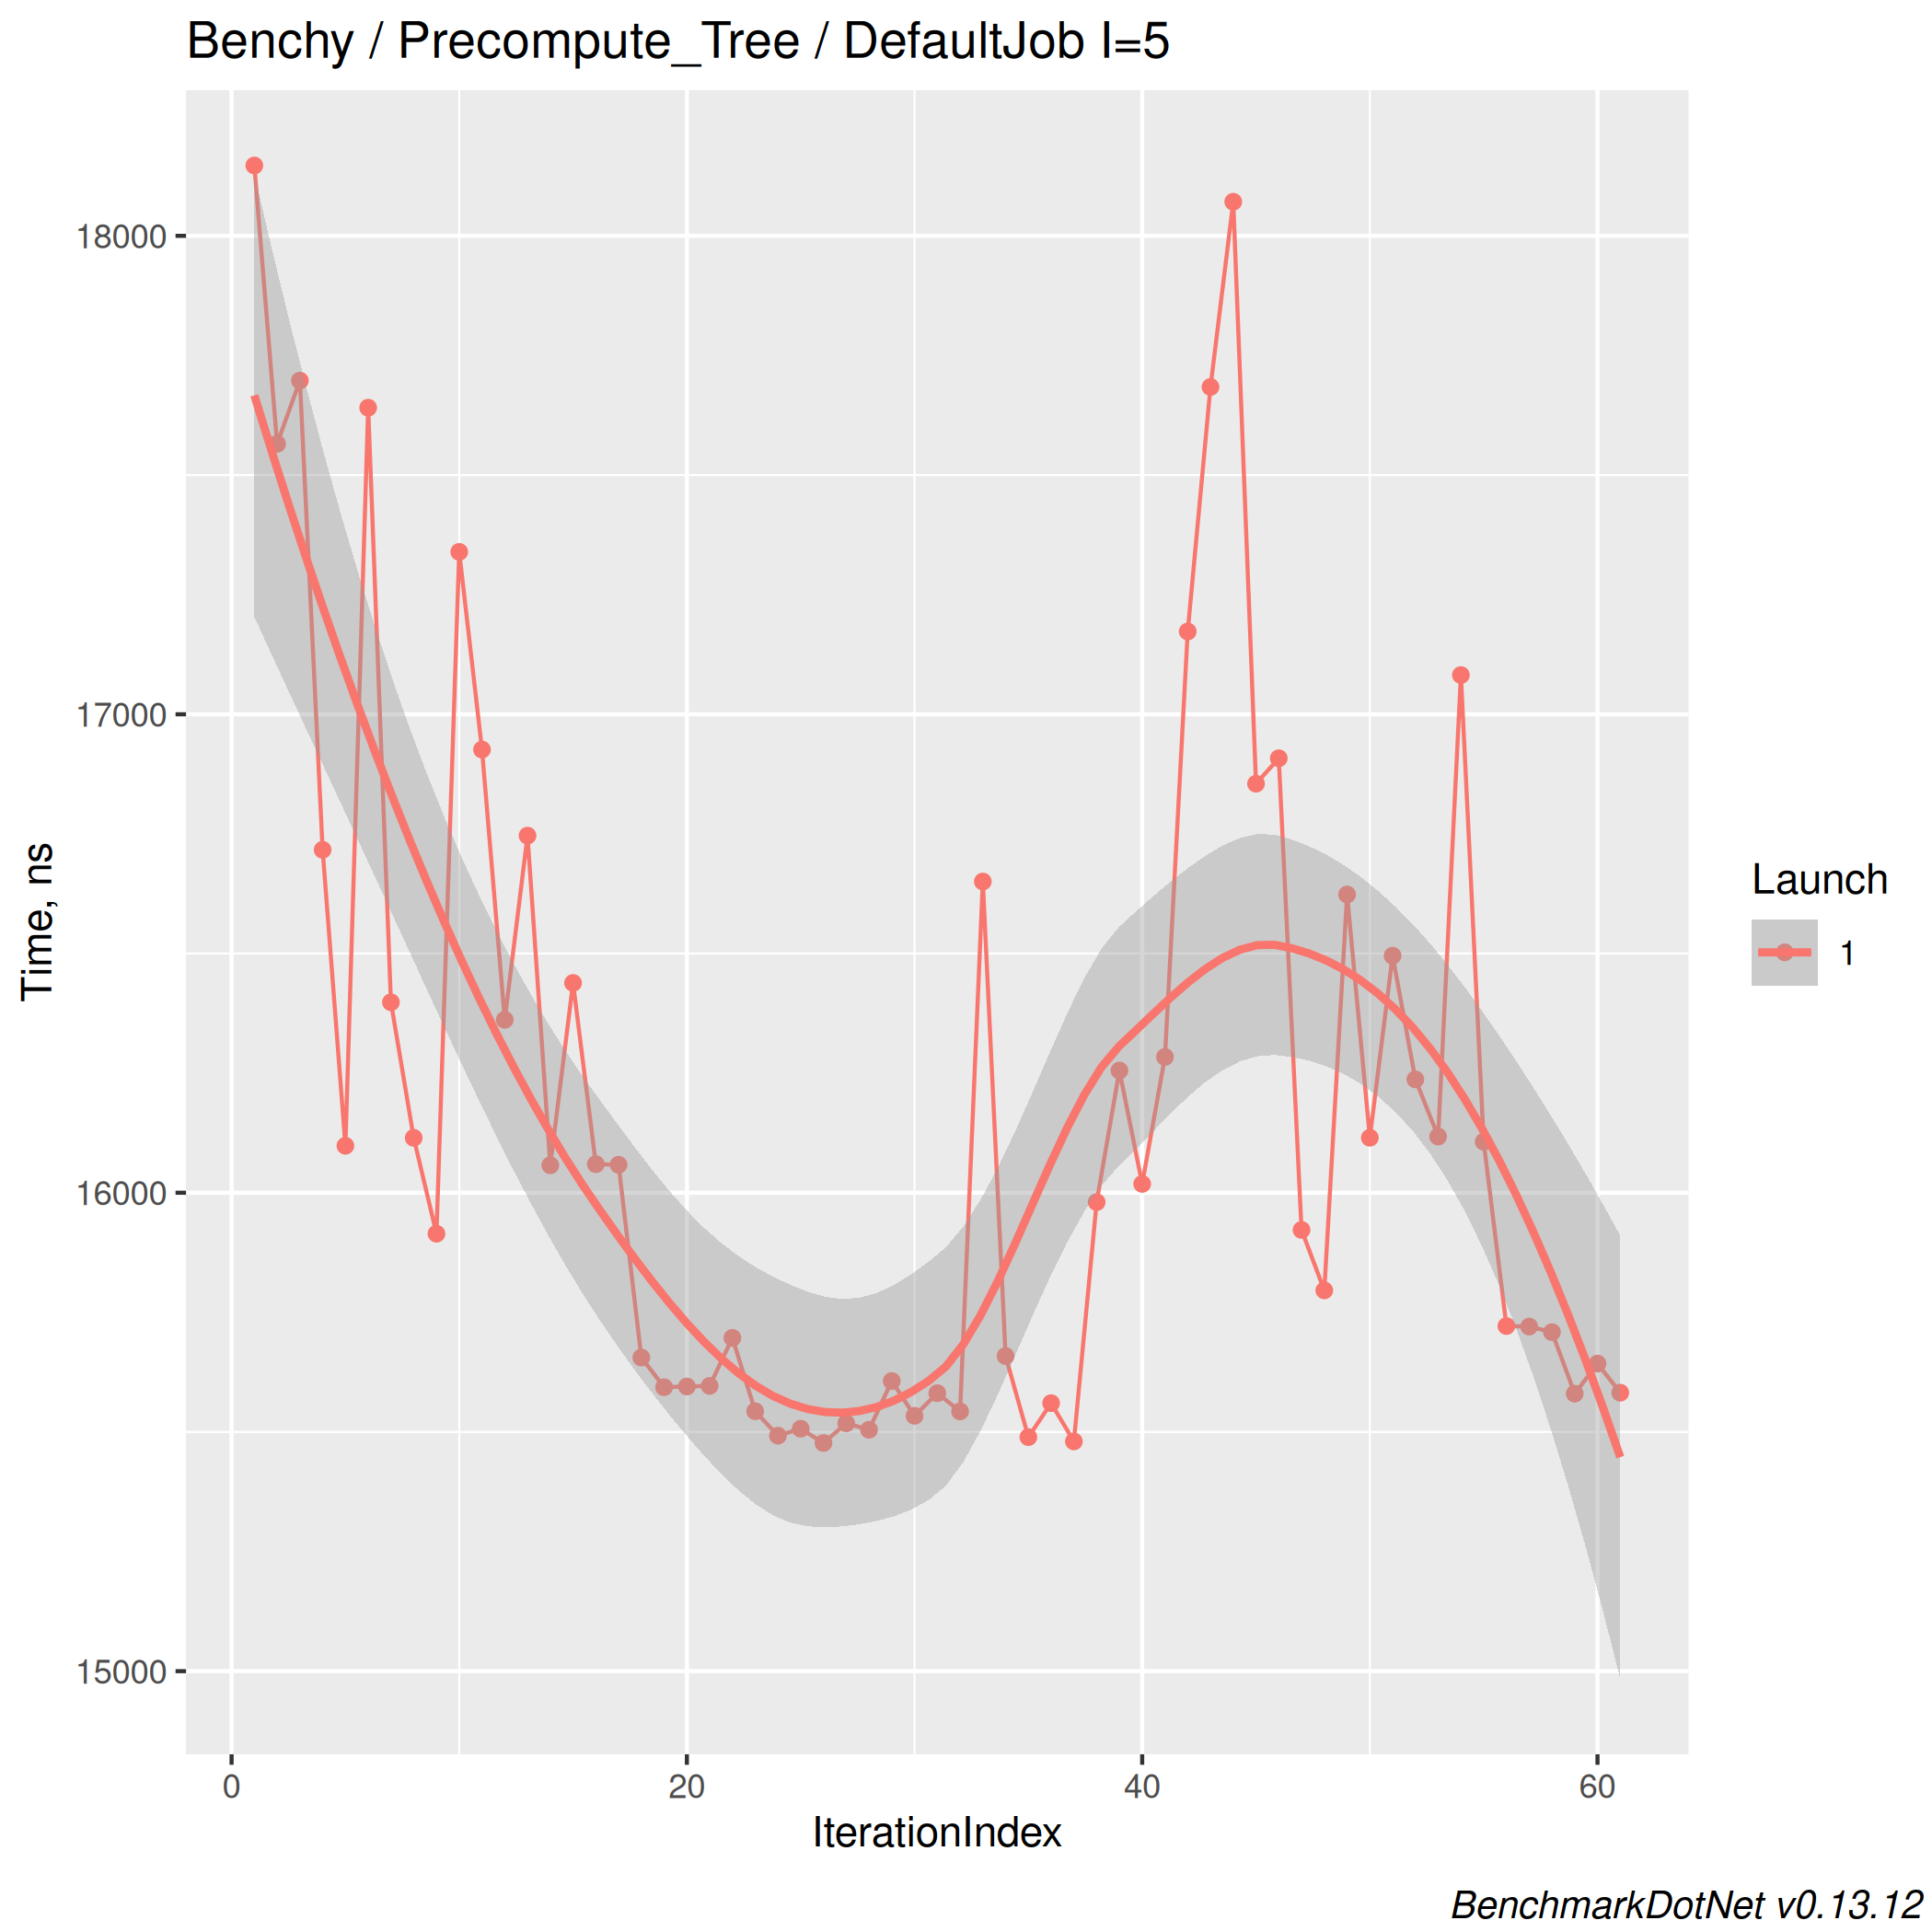 Benchy / Precompute_Tree / DefaultJob I=5
18000
17000
16000
15000
Time, ns
0
20
40
60
IterationIndex
Launch
1
BenchmarkDotNet v0.13.12